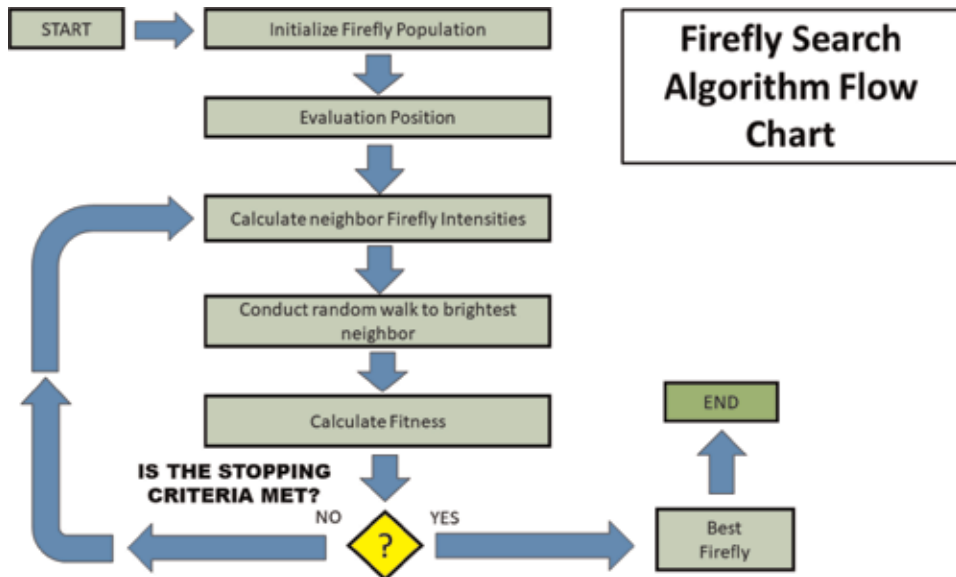 START
Initialize Firefly Population
Firefly Search
Algorithm Flow
Chart
Evaluation Position
Calculate neighbor Firefly Intensities
Conduct random walk to brightest
neighbor
Calculate Fitness
END
IS THE STOPPING
CRITERIA MET?
NO
YES
?
Best
Firefly